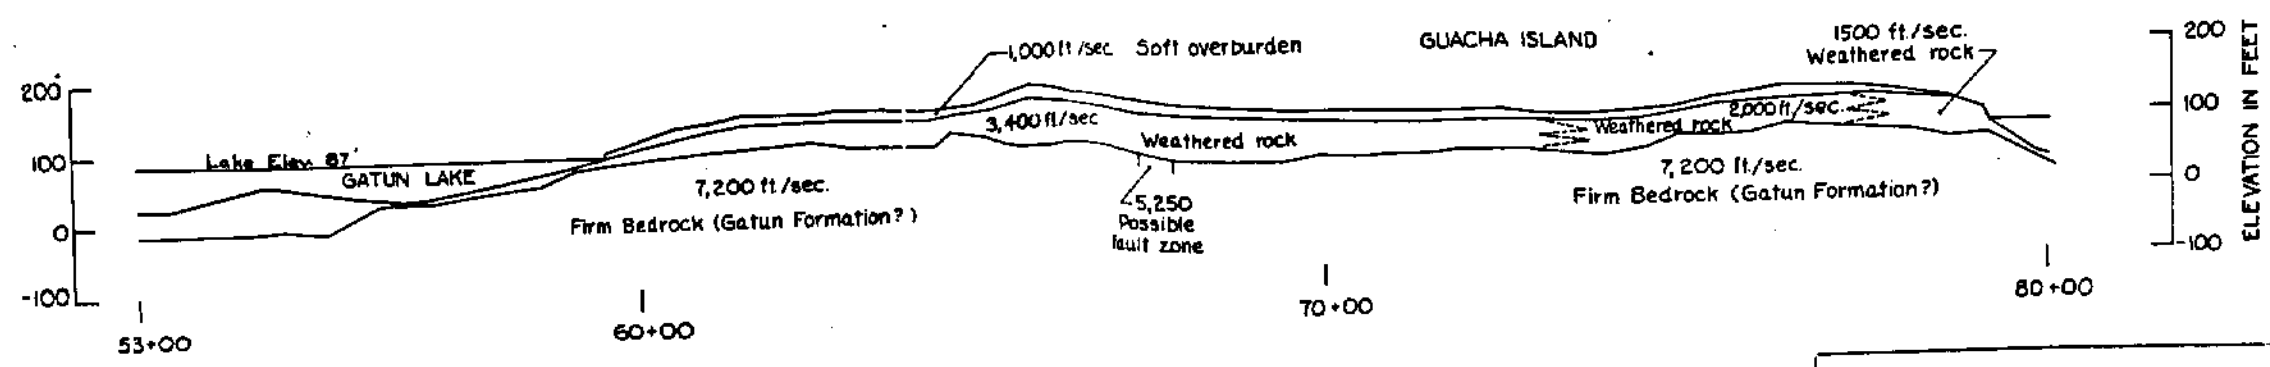 1500 ft./sec.
Weathered rock
1,000 ft/sec Soft overburden
GUACHA ISLAND
200
100
0
-100
ELEVATION IN FEET
200
100
0
-100
2,000 ft/sec.
3,400 ft/sec
Weathered rock
Weathered rock
Lake Elev. 87'
GATUN LAKE
7,200 ft./sec.
Firm Bedrock (Gatun Formation?)
7,200 ft./sec.
Firm Bedrock (Gatun Formation?)
5,250
Possible
fault zone
53+00
60+00
70+00
80+00